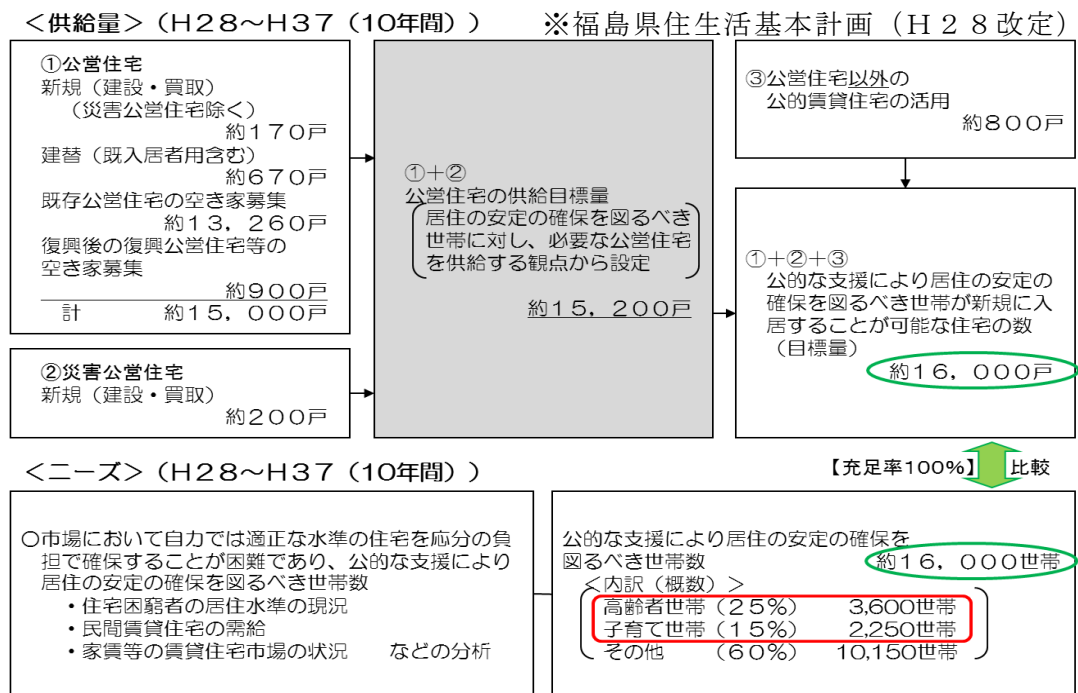 ＜供給量＞（H28～H37（10年間））
※福島県住生活基本計画（Ｈ２８改定）
①公営住宅
新規（建設・買取）
（災害公営住宅除く）
約１７０戸
建替（既入居者用含む）
約６７０戸
既存公営住宅の空き家募集
約１３，２６０戸
復興後の復興公営住宅等の
空き家募集
約９００戸
計　約１５，０００戸
②災害公営住宅
新規（建設・買取）
約２００戸
①＋②
公営住宅の供給目標量
居住の安定の確保を図るべき
世帯に対し、必要な公営住宅
を供給する観点から設定
約１５，２００戸
③公営住宅以外の
公的賃貸住宅の活用
約８００戸
①＋②＋③
公的な支援により居住の安定の
確保を図るべき世帯が新規に入
居することが可能な住宅の数
（目標量）
約１６，０００戸
【充足率100％】 比較
＜ニーズ＞（H28～H37（10年間））
○市場において自力では適正な水準の住宅を応分の負
担で確保することが困難であり、公的な支援により
居住の安定の確保を図るべき世帯数
・住宅困窮者の居住水準の現況
・民間賃貸住宅の需給
・家賃等の賃貸住宅市場の状況　などの分析
公的な支援により居住の安定の確保を
図るべき世帯数　約１６，０００世帯
＜内訳（概数）＞
高齢者世帯（２５％）　3,600世帯
子育て世帯（１５％）　2,250世帯
その他　（６０％）　10,150世帯